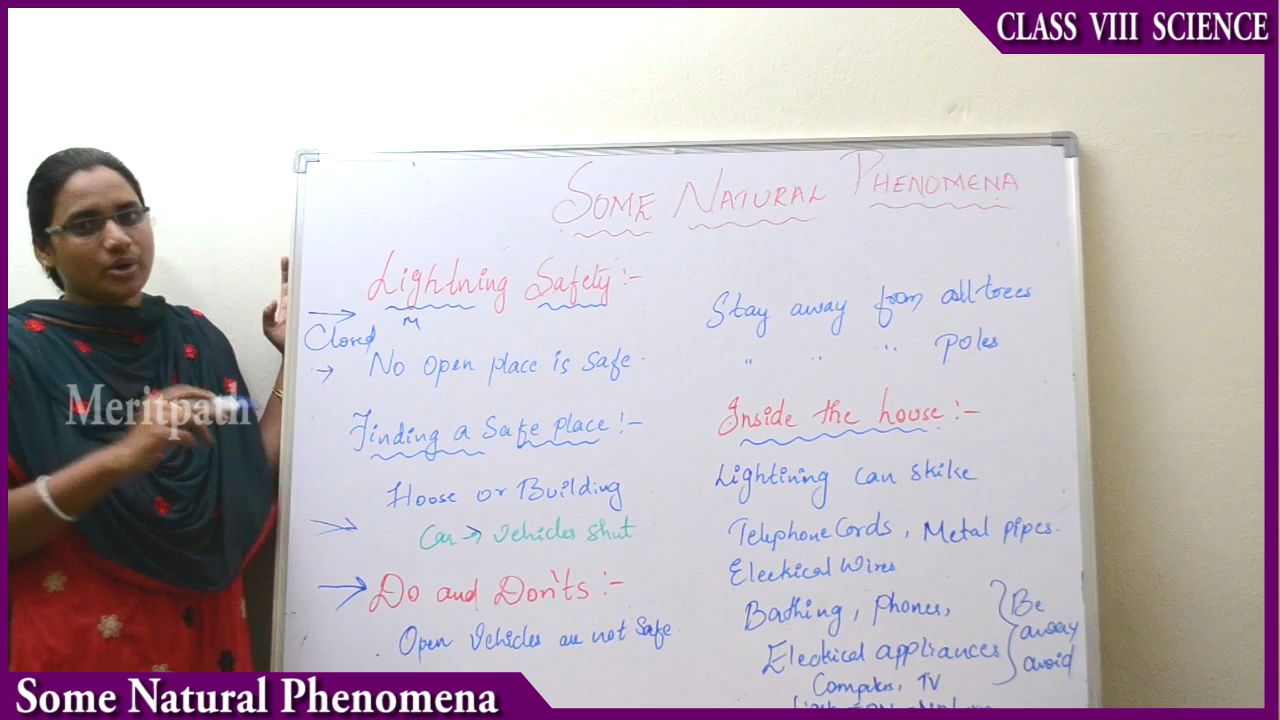 CLASS VIII SCIENCE
SOME NATURAL PHENOMENA
Lightning Safety :-
Closed
No open place is safe.
Finding a Safe place :-
House or Building
Car → Vehicles shut
Do and Don'ts :-
Open Vehicles are not safe.
Stay away from all trees
" " " poles
Inside the house :-
Lightining can strike
Telephone Cords, Metal pipes.
Electrical Wires
Bathing, phones,
Electrical appliances
Be away avoid
Computers, TV
Meritpath
Some Natural Phenomena